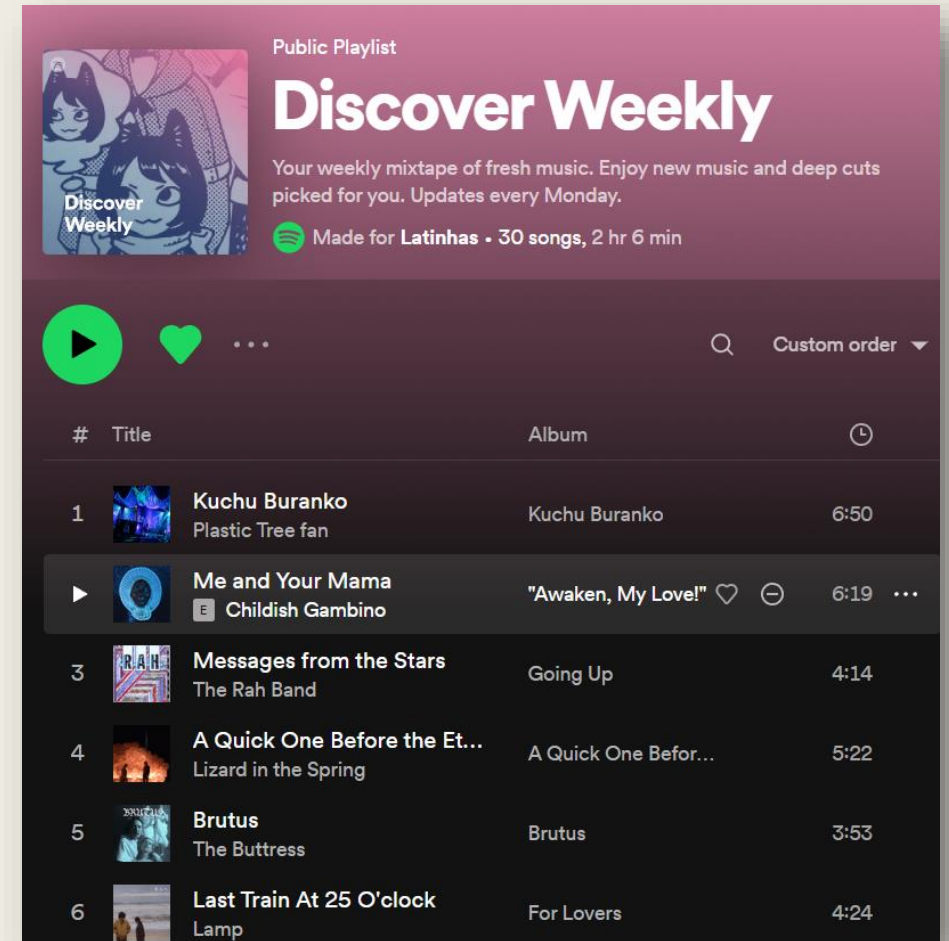 Public Playlist
Discover Weekly
Discover
Weekly
Your weekly mixtape of fresh music. Enjoy new music and deep cuts
picked for you. Updates every Monday.
Made for Latinhas • 30 songs, 2 hr 6 min
Custom order
# Title Album
1 Kuchu Buranko Kuchu Buranko 6:50
Plastic Tree fan
Me and Your Mama "Awaken, My Love!" 6:19
E Childish Gambino
3 Messages from the Stars Going Up 4:14
The Rah Band
RAH
4 A Quick One Before the Et... A Quick One Befor... 5:22
Lizard in the Spring
5 Brutus Brutus 3:53
The Buttress
BRUTUS
6 Last Train At 25 O'clock For Lovers 4:24
Lamp